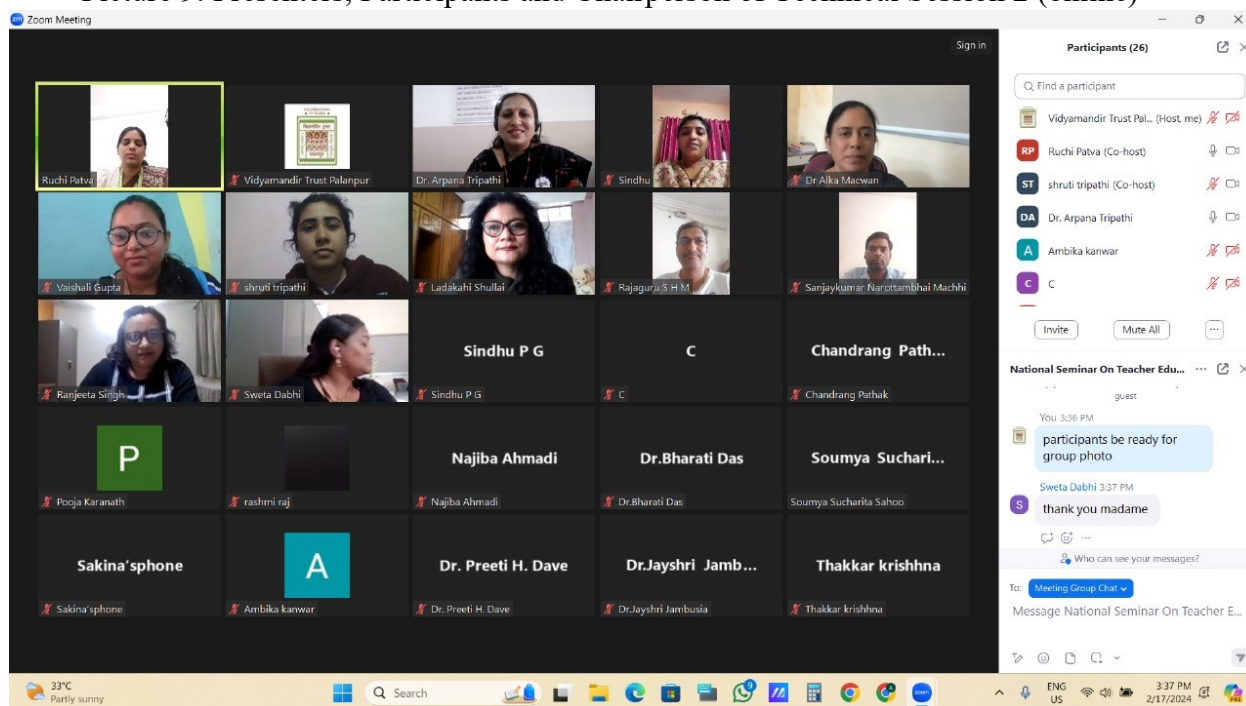 Picture 9: Presenters, Participants and Chairperson of Technical Session 2 (online)
Zoom Meeting
Sign in
Ruchi Patva
Vidyamandir Trust Palanpur
Dr. Arpana Tripathi
Sindhu
Dr Alka Macwan
Vaishali Gupta
shruti tripathi
Ladakahi Shullai
Rajaguru S H M
Sanjaykumar Narottambhai Machhi
Ranjeeta Singh
Sweta Dabhi
Sindhu P G
Sindhu P G
C
C
Chandrang Path...
Chandrang Pathak
P
Pooja Karanath
rashmi raj
Najiba Ahmadi
Najiba Ahmadi
Dr.Bharati Das
Dr.Bharati Das
Soumya Suchari...
Soumya Sucharita Sahoo
Sakina'sphone
Sakina'sphone
A
Ambika kanwar
Dr. Preeti H. Dave
Dr. Preeti H. Dave
Dr.Jayshri Jamb...
Dr.Jayshri Jambusia
Thakkar krishhna
Thakkar krishhna
Participants (26)
Find a participant
Vidyamandir Trust Pal... (Host, me)
RP Ruchi Patva (Co-host)
ST shruti tripathi (Co-host)
DA Dr. Arpana Tripathi
A Ambika kanwar
C C
Invite Mute All ...
National Seminar On Teacher Edu... ...
guest
You 3:36 PM
participants be ready for
group photo
Sweta Dabhi 3:37 PM
S thank you madame
Who can see your messages?
To: Meeting Group Chat
Message National Seminar On Teacher E...
33°C
Partly sunny
Search
9
zoom
ENG
US
3:37 PM
2/17/2024